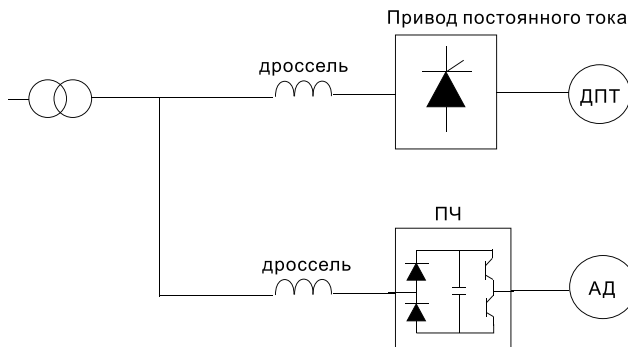 Привод постоянного тока
дроссель
ДПТ
ПЧ
дроссель
АД